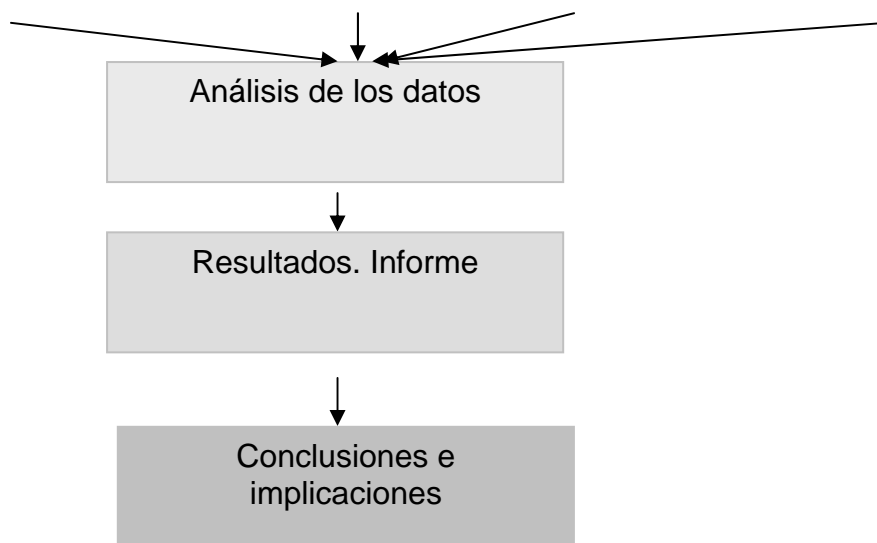 Análisis de los datos
Resultados. Informe
Conclusiones e
implicaciones